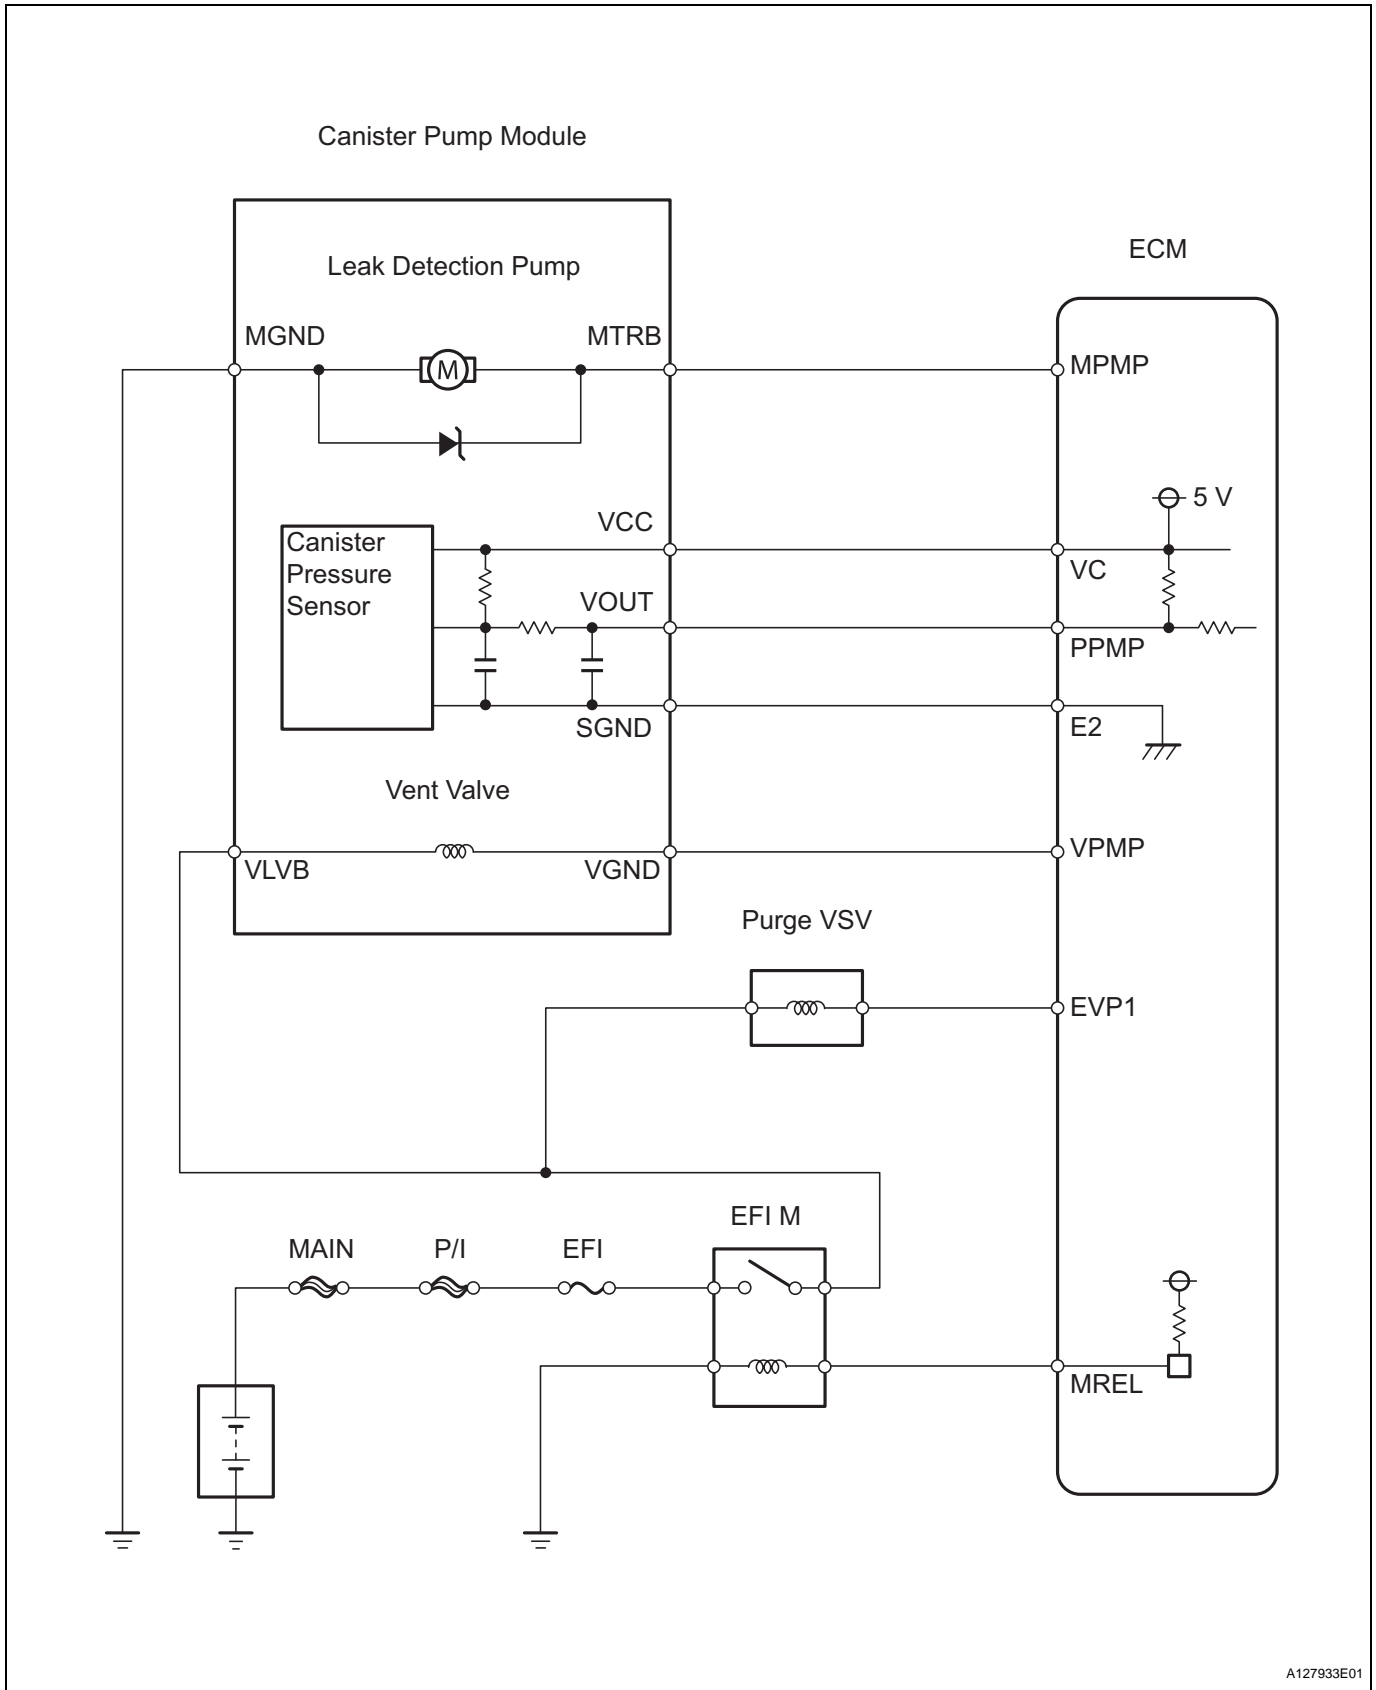 Canister Pump Module
ECM
Leak Detection Pump
MGND
MTRB
M
MPMP
5 V
VCC
VC
Canister
Pressure
Sensor
VOUT
PPMP
SGND
E2
Vent Valve
VLVB
VGND
VPMP
Purge VSV
EVP1
EFI M
MAIN
P/I
EFI
MREL
A127933E01